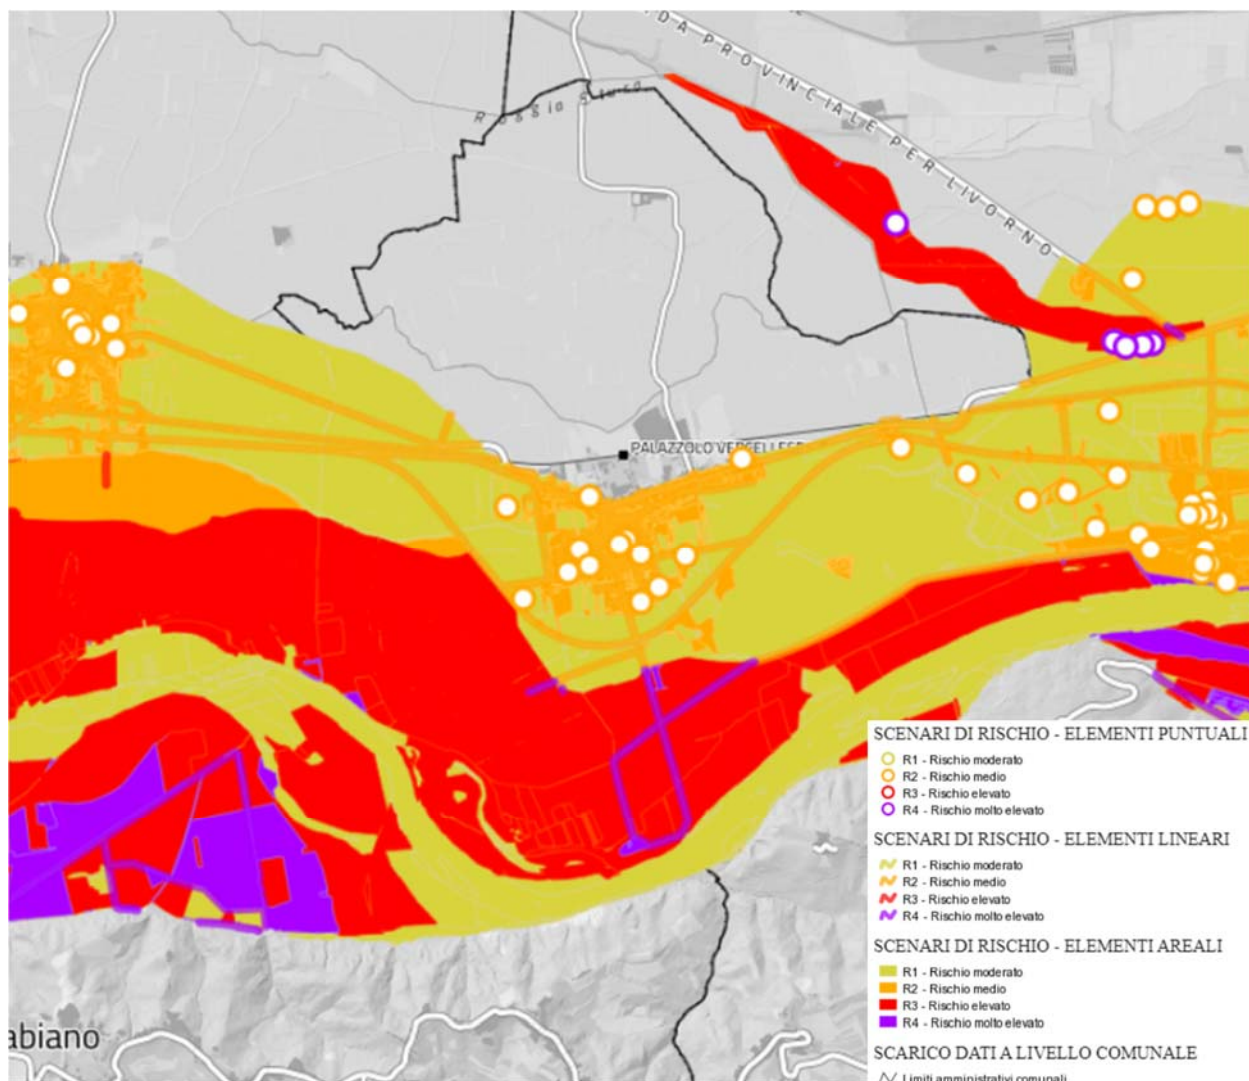 DA PROVINCIALE PER LIVORNO
Roggia Stura
PALAZZOLO VERCELLESE
abiano
SCENARI DI RISCHIO - ELEMENTI PUNTUALI
R1 - Rischio moderato
R2 - Rischio medio
R3 - Rischio elevato
R4 - Rischio molto elevato
SCENARI DI RISCHIO - ELEMENTI LINEARI
R1 - Rischio moderato
R2 - Rischio medio
R3 - Rischio elevato
R4 - Rischio molto elevato
SCENARI DI RISCHIO - ELEMENTI AREALI
R1 - Rischio moderato
R2 - Rischio medio
R3 - Rischio elevato
R4 - Rischio molto elevato
SCARICO DATI A LIVELLO COMUNALE
Limiti amministrativi comunali